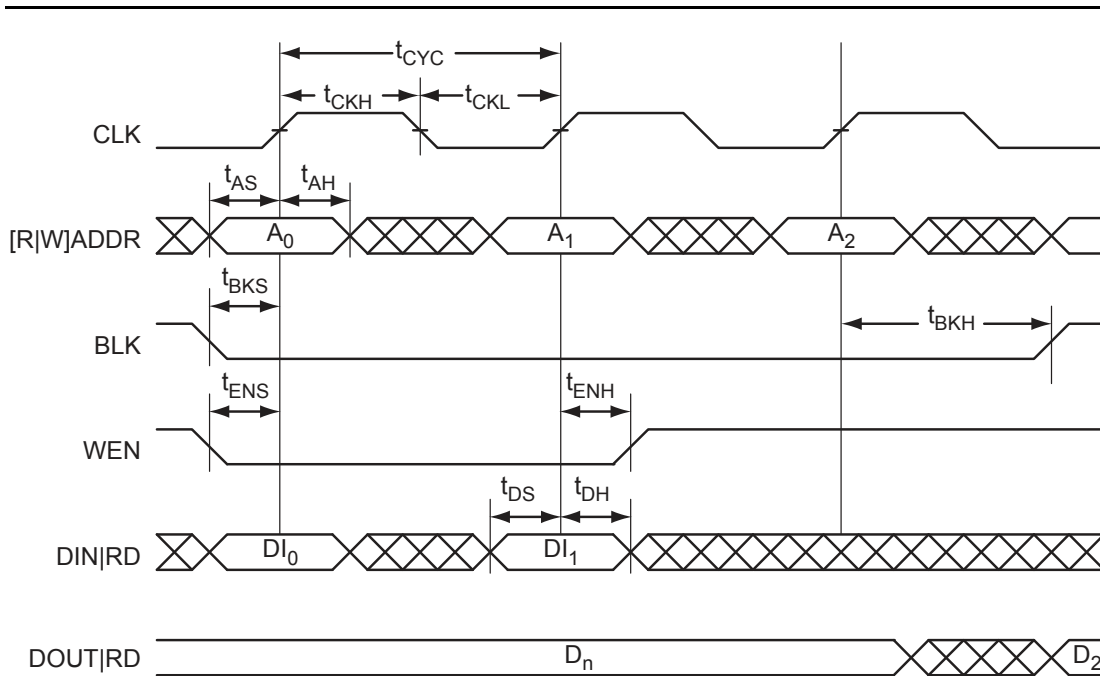 tCYC
tCKH tCKL
CLK
tAS tAH
[R|W]ADDR A0 A1 A2
tBKS
tBKH
BLK
tENS tENH
WEN
tDS tDH
DIN|RD DI0 DI1
DOUT|RD Dn D2